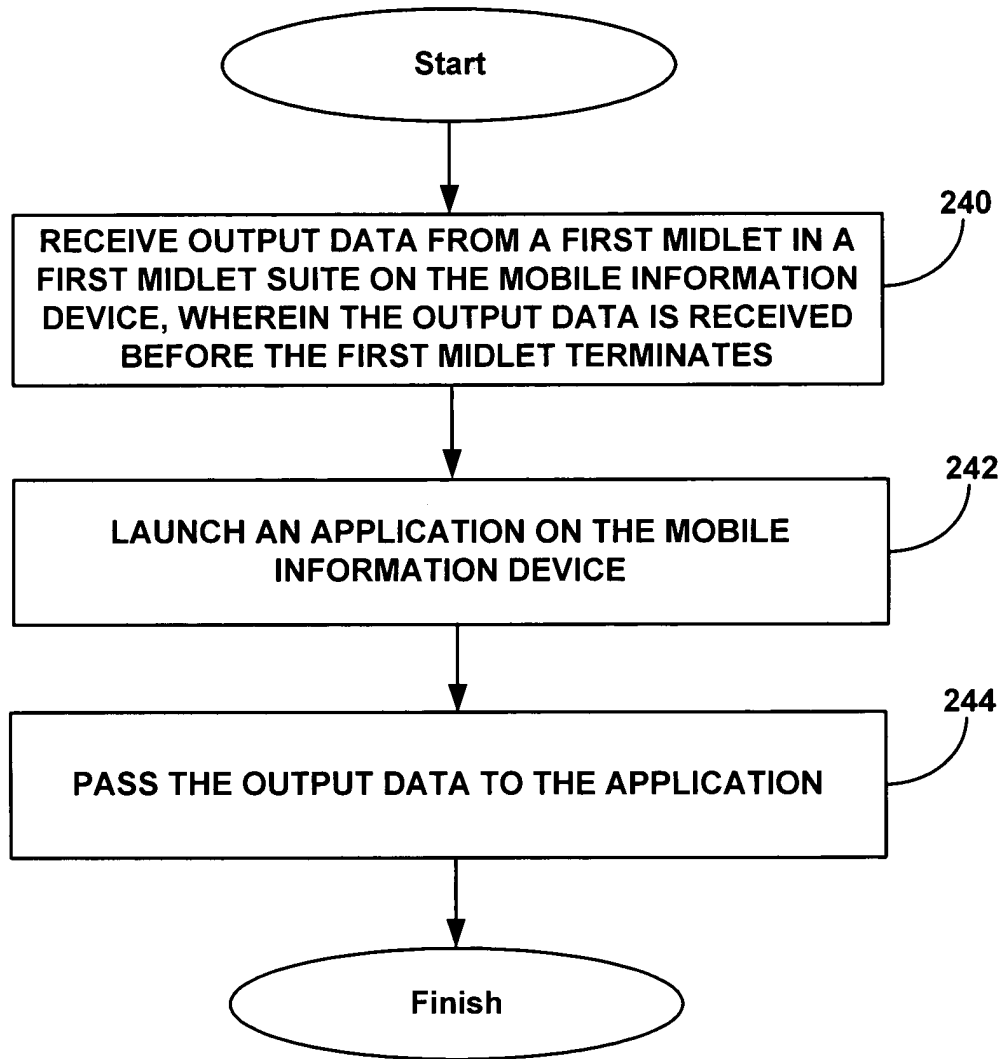 Start
240
RECEIVE OUTPUT DATA FROM A FIRST MIDLET IN A
FIRST MIDLET SUITE ON THE MOBILE INFORMATION
DEVICE, WHEREIN THE OUTPUT DATA IS RECEIVED
BEFORE THE FIRST MIDLET TERMINATES
242
LAUNCH AN APPLICATION ON THE MOBILE
INFORMATION DEVICE
244
PASS THE OUTPUT DATA TO THE APPLICATION
Finish